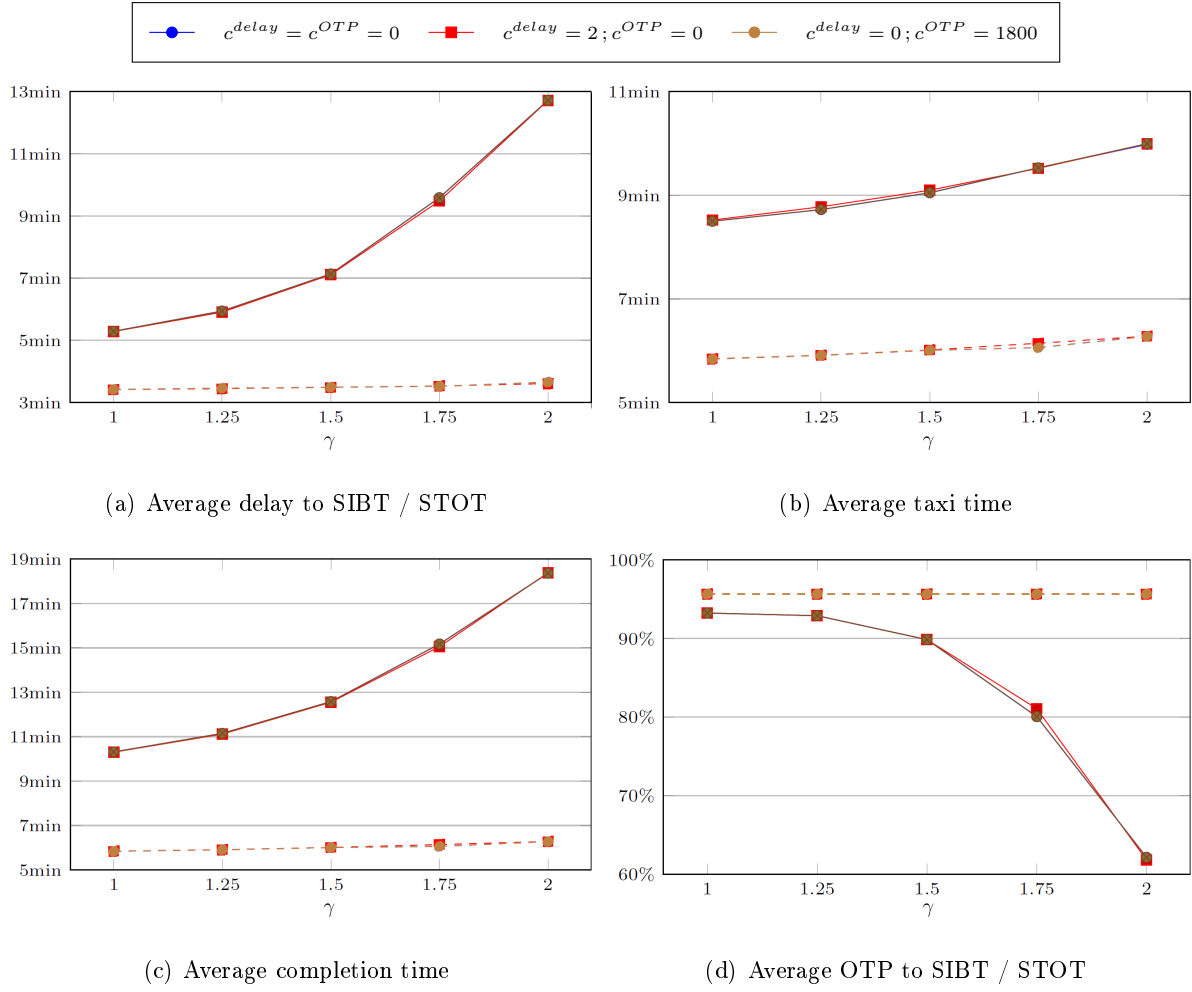 c^{delay} = c^{OTP} = 0 c^{delay} = 2 ; c^{OTP} = 0 c^{delay} = 0 ; c^{OTP} = 1800
13min
11min
9min
7min
5min
3min
1 1.25 1.5 1.75 2
γ
(a) Average delay to SIBT / STOT
11min
9min
7min
5min
1 1.25 1.5 1.75 2
γ
(b) Average taxi time
19min
17min
15min
13min
11min
9min
7min
5min
1 1.25 1.5 1.75 2
γ
(c) Average completion time
100%
90%
80%
70%
60%
1 1.25 1.5 1.75 2
γ
(d) Average OTP to SIBT / STOT